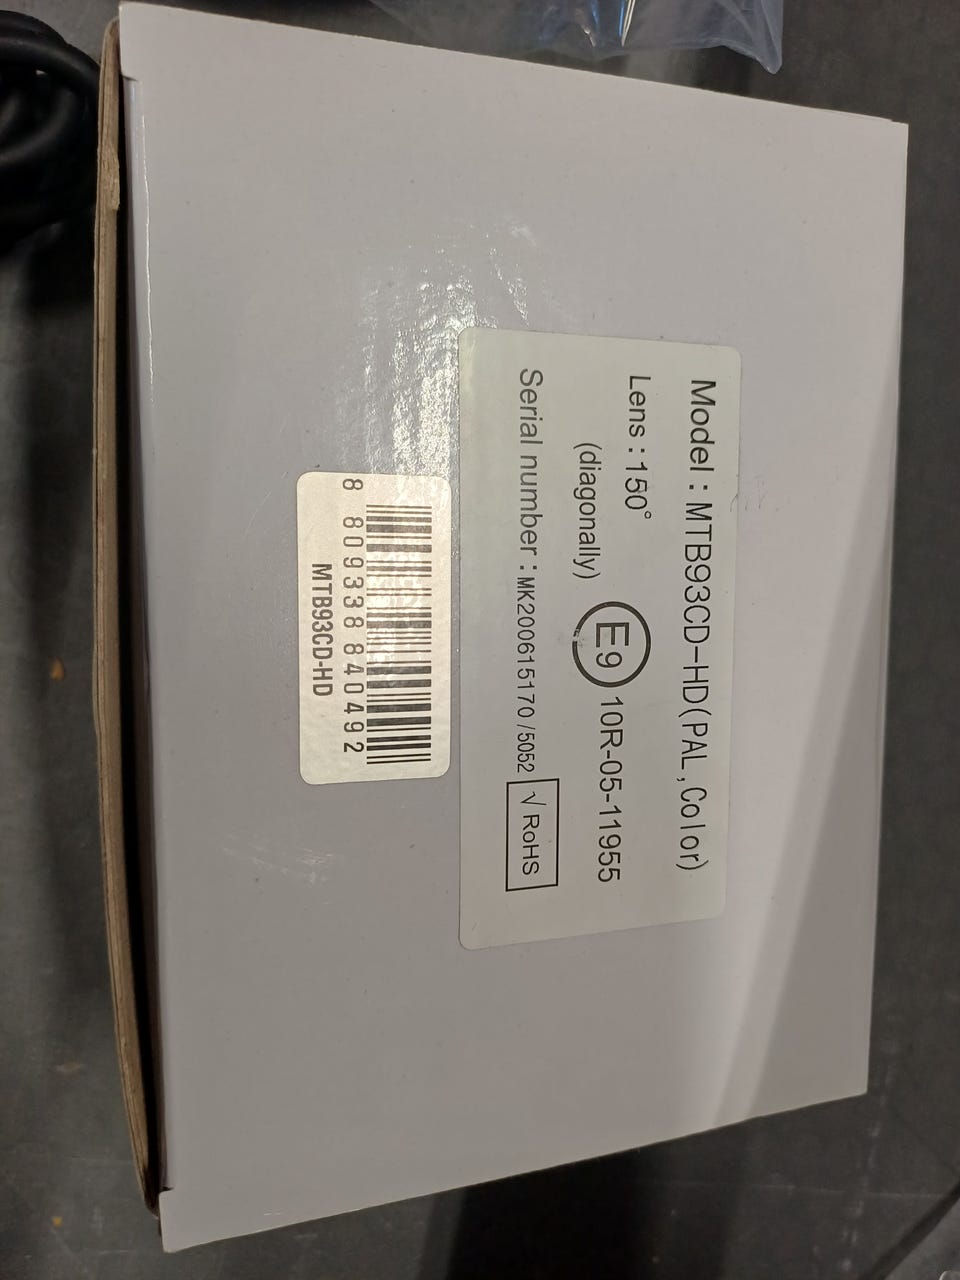 Model : MTB93CD-HD(PAL,Color)
Lens : 150°
(diagonally)
E9 10R-05-11955
Serial number : MK200615170 /5052
√ RoHS
8 809338 840492
MTB93CD-HD